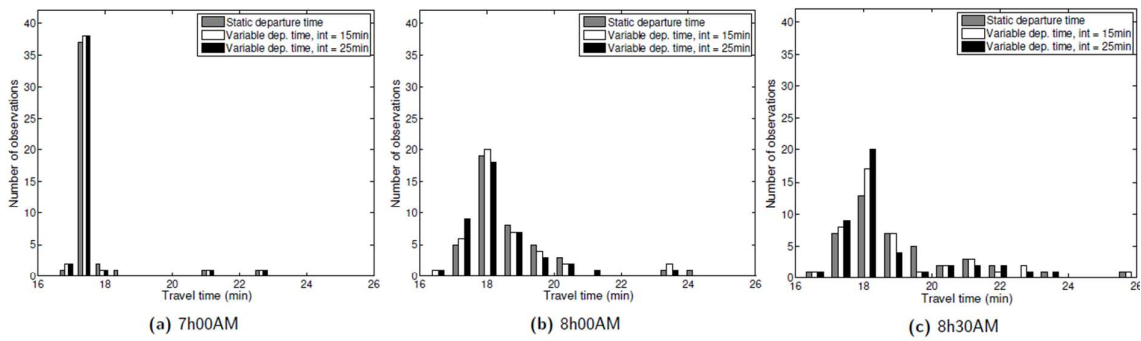 40
35
30
25
20
15
10
5
0
Number of observations
Static departure time
Variable dep. time, int = 15min
Variable dep. time, int = 25min
16 18 20 22 24 26
Travel time (min)
(a) 7h00AM
40
35
30
25
20
15
10
5
0
Number of observations
Static departure time
Variable dep. time, int = 15min
Variable dep. time, int = 25min
16 18 20 22 24 26
Travel time (min)
(b) 8h00AM
40
35
30
25
20
15
10
5
0
Number of observations
Static departure time
Variable dep. time, int = 15min
Variable dep. time, int = 25min
16 18 20 22 24 26
Travel time (min)
(c) 8h30AM